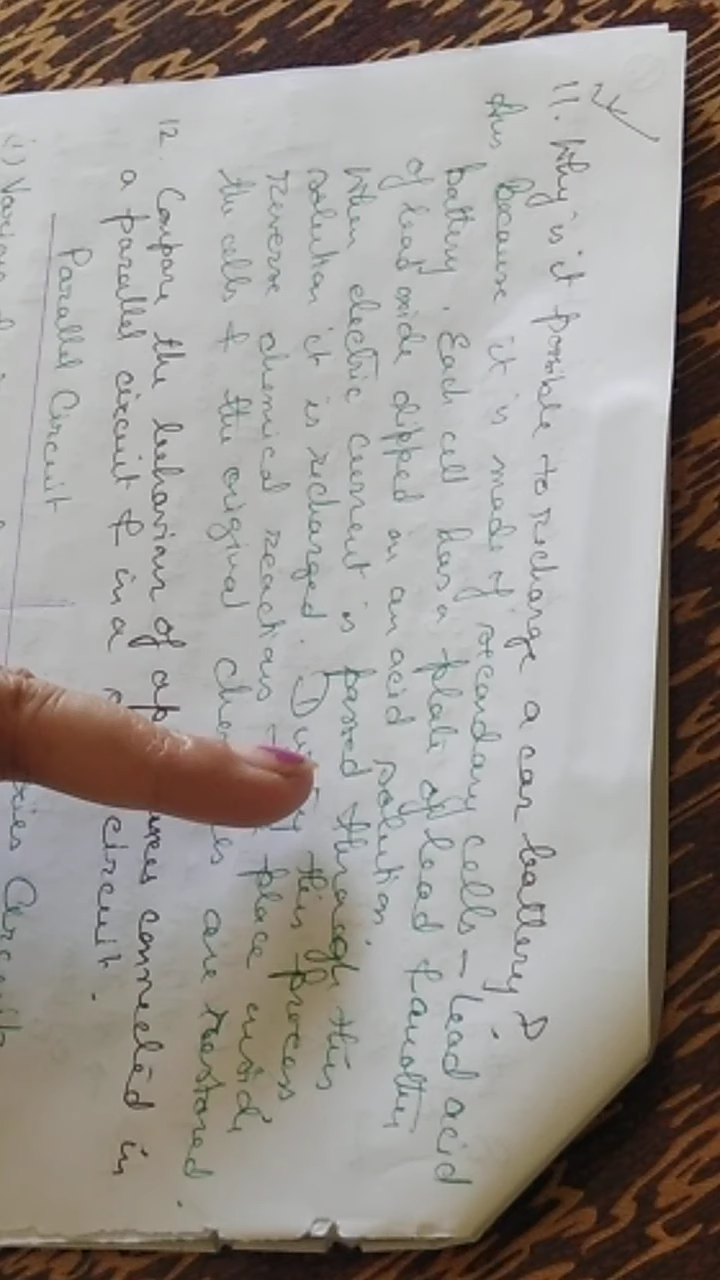 11. Why is it possible to recharge a car battery?
Ans Because it is made of secondary cells - lead acid
battery. Each cell has a plate of lead & another
of lead oxide dipped in an acid solution.
When electric current is passed through this
solution it is recharged. During this process
reverse chemical reactions place inside
the cells & the original are restored.
12. Compare the behaviour of connected in
a parallel circuit & in a circuit.
Parallel Circuit Circuit
(i)